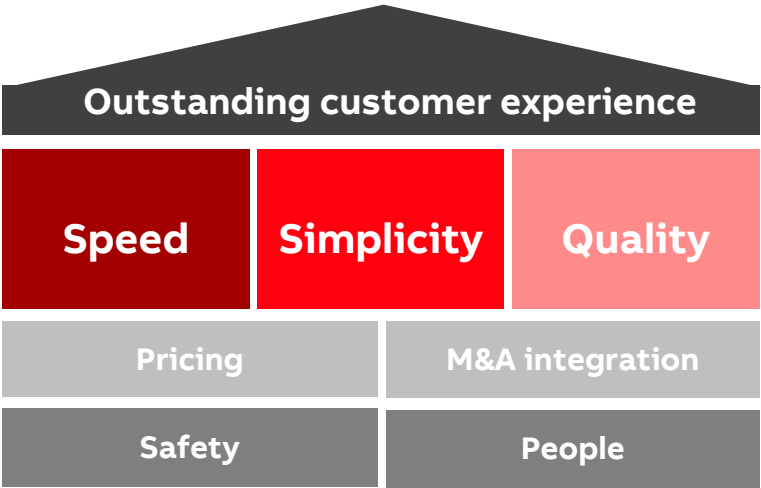 Outstanding customer experience
Speed
Simplicity
Quality
Pricing
M&A integration
Safety
People